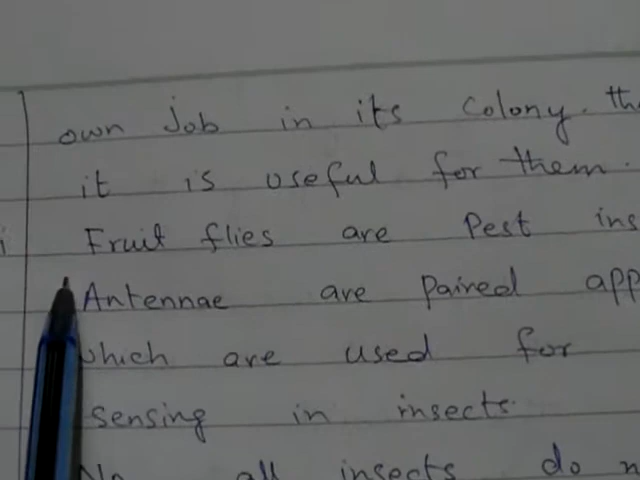 own job in its colony. th
it is useful for them.
i Fruit flies are Pest ins
Antennae are paired app
which are used for
sensing in insects.
No all insects do n